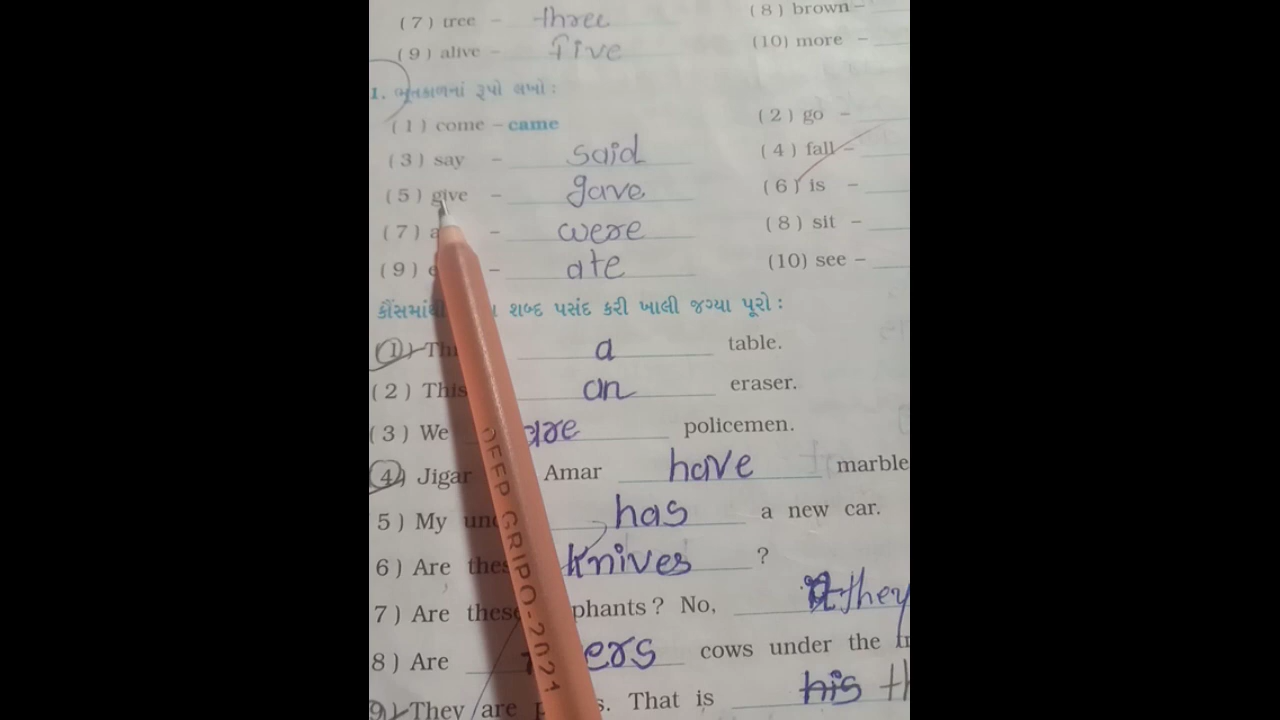 (7) tree - three (8) brown -
(9) alive - five (10) more -
1. ભૂતકાળનાં રૂપો લખો :
(1) come - came (2) go -
(3) say - said (4) fall -
(5) give - gave (6) is -
(7) a - were (8) sit -
(9) e - ate (10) see -
શબ્દ પસંદ કરી ખાલી જગ્યા પૂરો :
(1) a table.
(2) This an eraser.
(3) We are policemen.
(4) Jigar Amar have marble
5) My has a new car.
6) Are knives ?
7) Are these phants? No, they
8) Are cows under the
9) They are s. That is his
DEEP GRIPO-2021